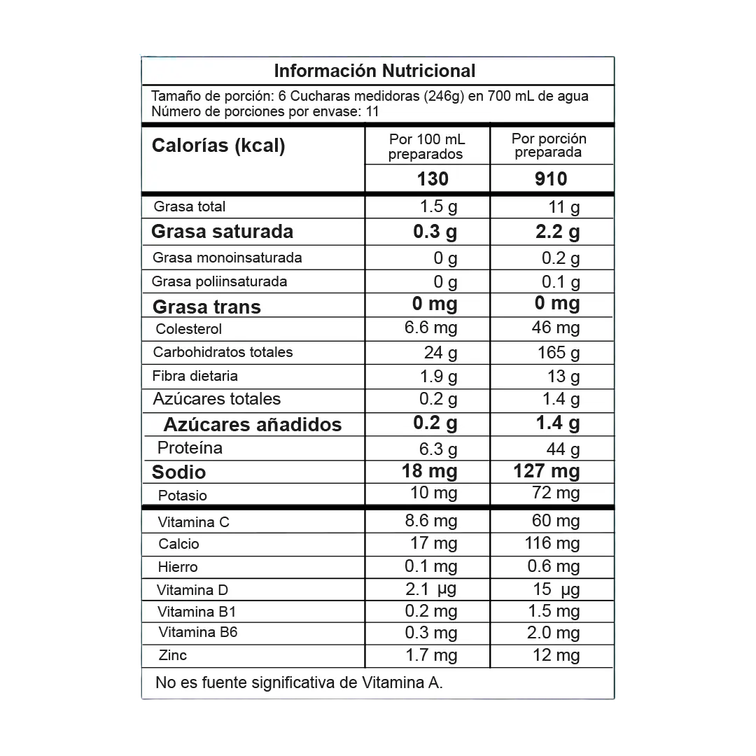 Información Nutricional
Tamaño de porción: 6 Cucharas medidoras (246g) en 700 mL de agua
Número de porciones por envase: 11
Calorías (kcal) Por 100 mL preparados Por porción preparada
130 910
Grasa total 1.5 g 11 g
Grasa saturada 0.3 g 2.2 g
Grasa monoinsaturada 0 g 0.2 g
Grasa poliinsaturada 0 g 0.1 g
Grasa trans 0 mg 0 mg
Colesterol 6.6 mg 46 mg
Carbohidratos totales 24 g 165 g
Fibra dietaria 1.9 g 13 g
Azúcares totales 0.2 g 1.4 g
Azúcares añadidos 0.2 g 1.4 g
Proteína 6.3 g 44 g
Sodio 18 mg 127 mg
Potasio 10 mg 72 mg
Vitamina C 8.6 mg 60 mg
Calcio 17 mg 116 mg
Hierro 0.1 mg 0.6 mg
Vitamina D 2.1 µg 15 µg
Vitamina B1 0.2 mg 1.5 mg
Vitamina B6 0.3 mg 2.0 mg
Zinc 1.7 mg 12 mg
No es fuente significativa de Vitamina A.